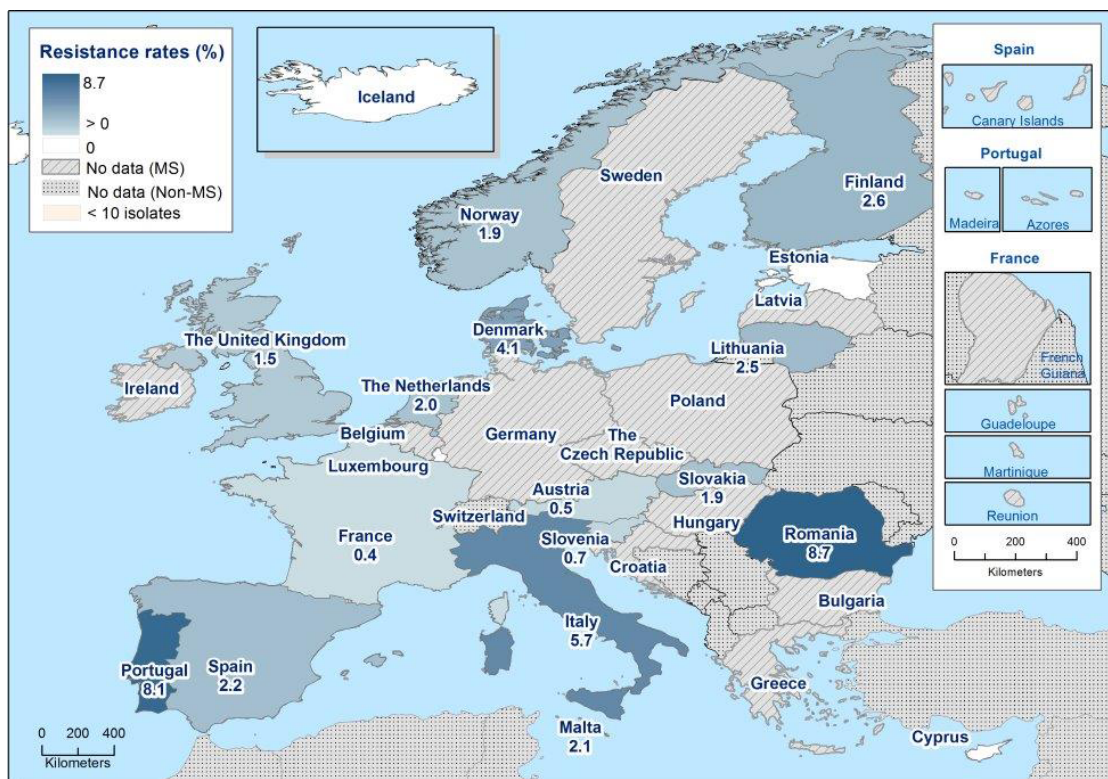 Resistance rates (%)
8.7
> 0
0
No data (MS)
No data (Non-MS)
< 10 isolates
Iceland
Sweden
Finland
2.6
Norway
1.9
Estonia
Latvia
Denmark
4.1
Lithuania
2.5
The United Kingdom
1.5
Ireland
The Netherlands
2.0
Poland
Belgium
Germany
The
Czech Republic
Luxembourg
Slovakia
1.9
Austria
0.5
Switzerland
Hungary
Romania
8.7
France
0.4
Slovenia
0.7
Croatia
Bulgaria
Italy
5.7
Portugal
8.1
Spain
2.2
Greece
Malta
2.1
Cyprus
0 200 400
Kilometers
Spain
Canary Islands
Portugal
Madeira
Azores
France
French
Guiana
Guadeloupe
Martinique
Reunion
0 200 400
Kilometers